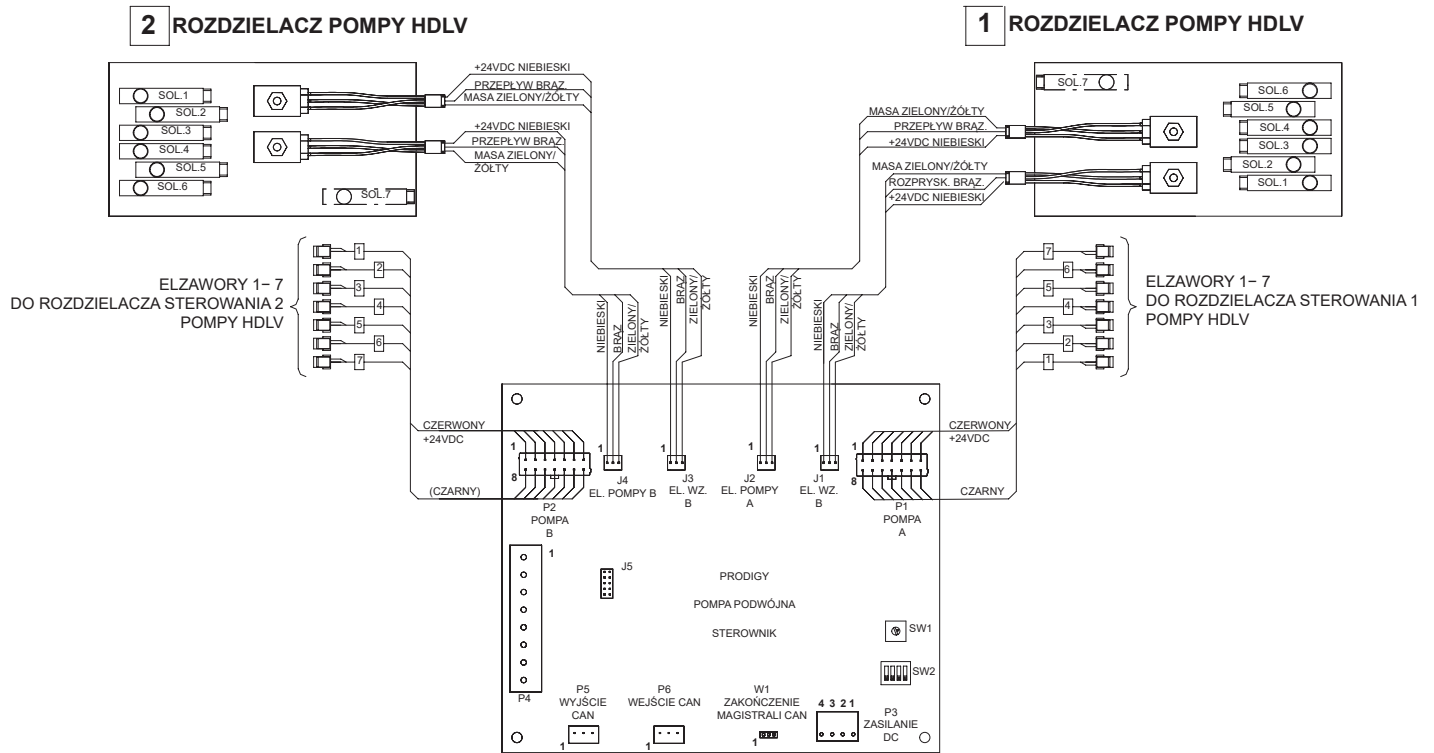 2 ROZDZIELACZ POMPY HDLV
1 ROZDZIELACZ POMPY HDLV
SOL.1
SOL.2
SOL.3
SOL.4
SOL.5
SOL.6
SOL.7
+24VDC NIEBIESKI
PRZEPŁYW BRĄZ.
MASA ZIELONY/ŻÓŁTY
+24VDC NIEBIESKI
PRZEPŁYW BRĄZ.
MASA ZIELONY/
ŻÓŁTY
MASA ZIELONY/ŻÓŁTY
PRZEPŁYW BRĄZ.
+24VDC NIEBIESKI
MASA ZIELONY/ŻÓŁTY
ROZPRYSK. BRĄZ.
+24VDC NIEBIESKI
SOL.7
SOL.6
SOL.5
SOL.4
SOL.3
SOL.2
SOL.1
1
2
3
4
5
6
7
ELZAWORY 1− 7
DO ROZDZIELACZA STEROWANIA 2
POMPY HDLV
NIEBIESKI
BRĄZ
ZIELONY/
ŻÓŁTY
NIEBIESKI
BRĄZ
ZIELONY/
ŻÓŁTY
NIEBIESKI
BRĄZ
ZIELONY/
ŻÓŁTY
NIEBIESKI
BRĄZ
ZIELONY/
ŻÓŁTY
7
6
5
4
3
2
1
ELZAWORY 1− 7
DO ROZDZIELACZA STEROWANIA 1
POMPY HDLV
CZERWONY
+24VDC
(CZARNY)
1
8
P2
POMPA
B
1
J4
EL. POMPY B
1
J3
EL. WZ.
B
1
J2
EL. POMPY
A
1
J1
EL. WZ.
B
1
8
P1
POMPA
A
CZERWONY
+24VDC
CZARNY
1
P4
J5
PRODIGY
POMPA PODWÓJNA
STEROWNIK
SW1
SW2
P5
WYJŚCIE
CAN
1
P6
WEJŚCIE CAN
1
W1
ZAKOŃCZENIE
MAGISTRALI CAN
1
4 3 2 1
P3
ZASILANIE
DC